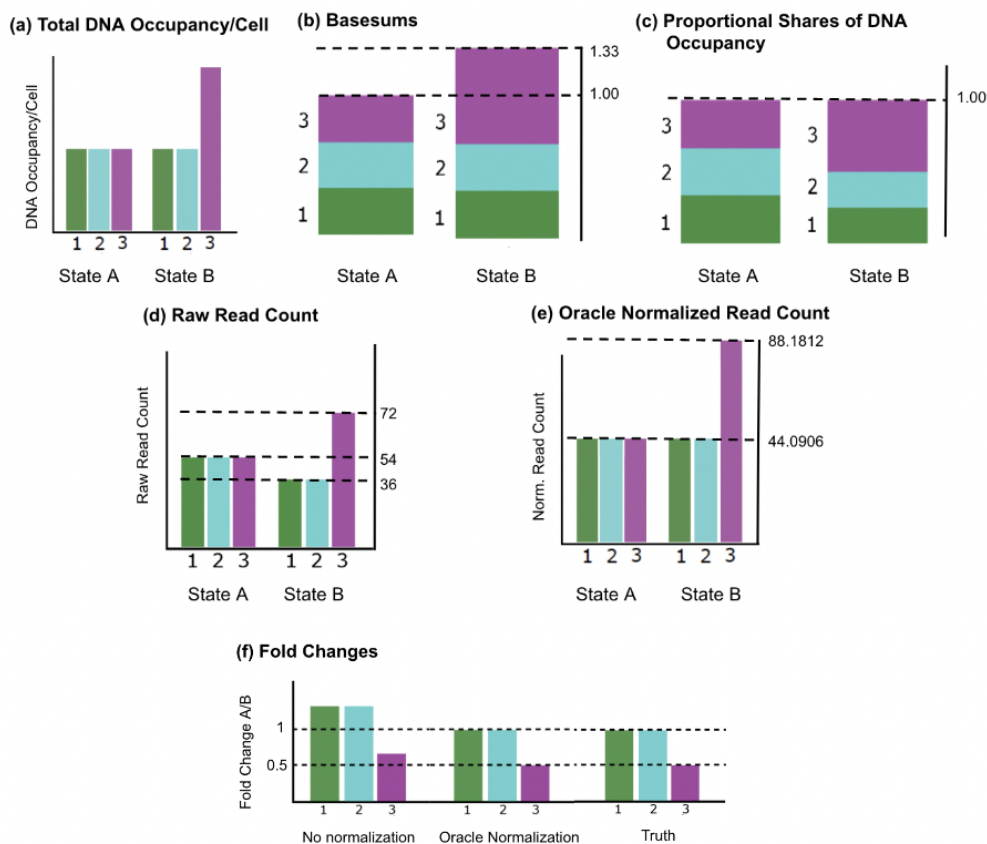 (a) Total DNA Occupancy/Cell
DNA Occupancy/Cell
1 2 3 1 2 3
State A State B
(b) Basesums
1.33
1.00
3 3
2 2
1 1
State A State B
(c) Proportional Shares of DNA
Occupancy
1.00
3 3
2 2
1 1
State A State B
(d) Raw Read Count
Raw Read Count
72
54
36
1 2 3 1 2 3
State A State B
(e) Oracle Normalized Read Count
Norm. Read Count
88.1812
44.0906
1 2 3 1 2 3
State A State B
(f) Fold Changes
Fold Change A/B
1
0.5
1 2 3 1 2 3 1 2 3
No normalization Oracle Normalization Truth